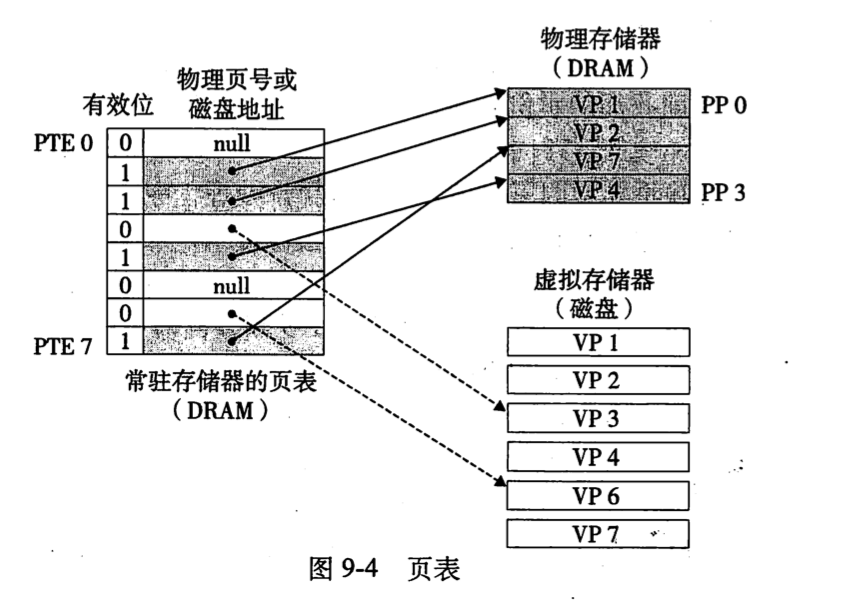 物理页号或
磁盘地址
有效位
PTE 0
0
null
1
1
0
1
0
null
0
PTE 7
1
常驻存储器的页表
(DRAM)
物理存储器
(DRAM)
VP 1
PP 0
VP 2
VP 7
VP 4
PP 3
虚拟存储器
(磁盘)
VP 1
VP 2
VP 3
VP 4
VP 6
VP 7
图 9-4 页表